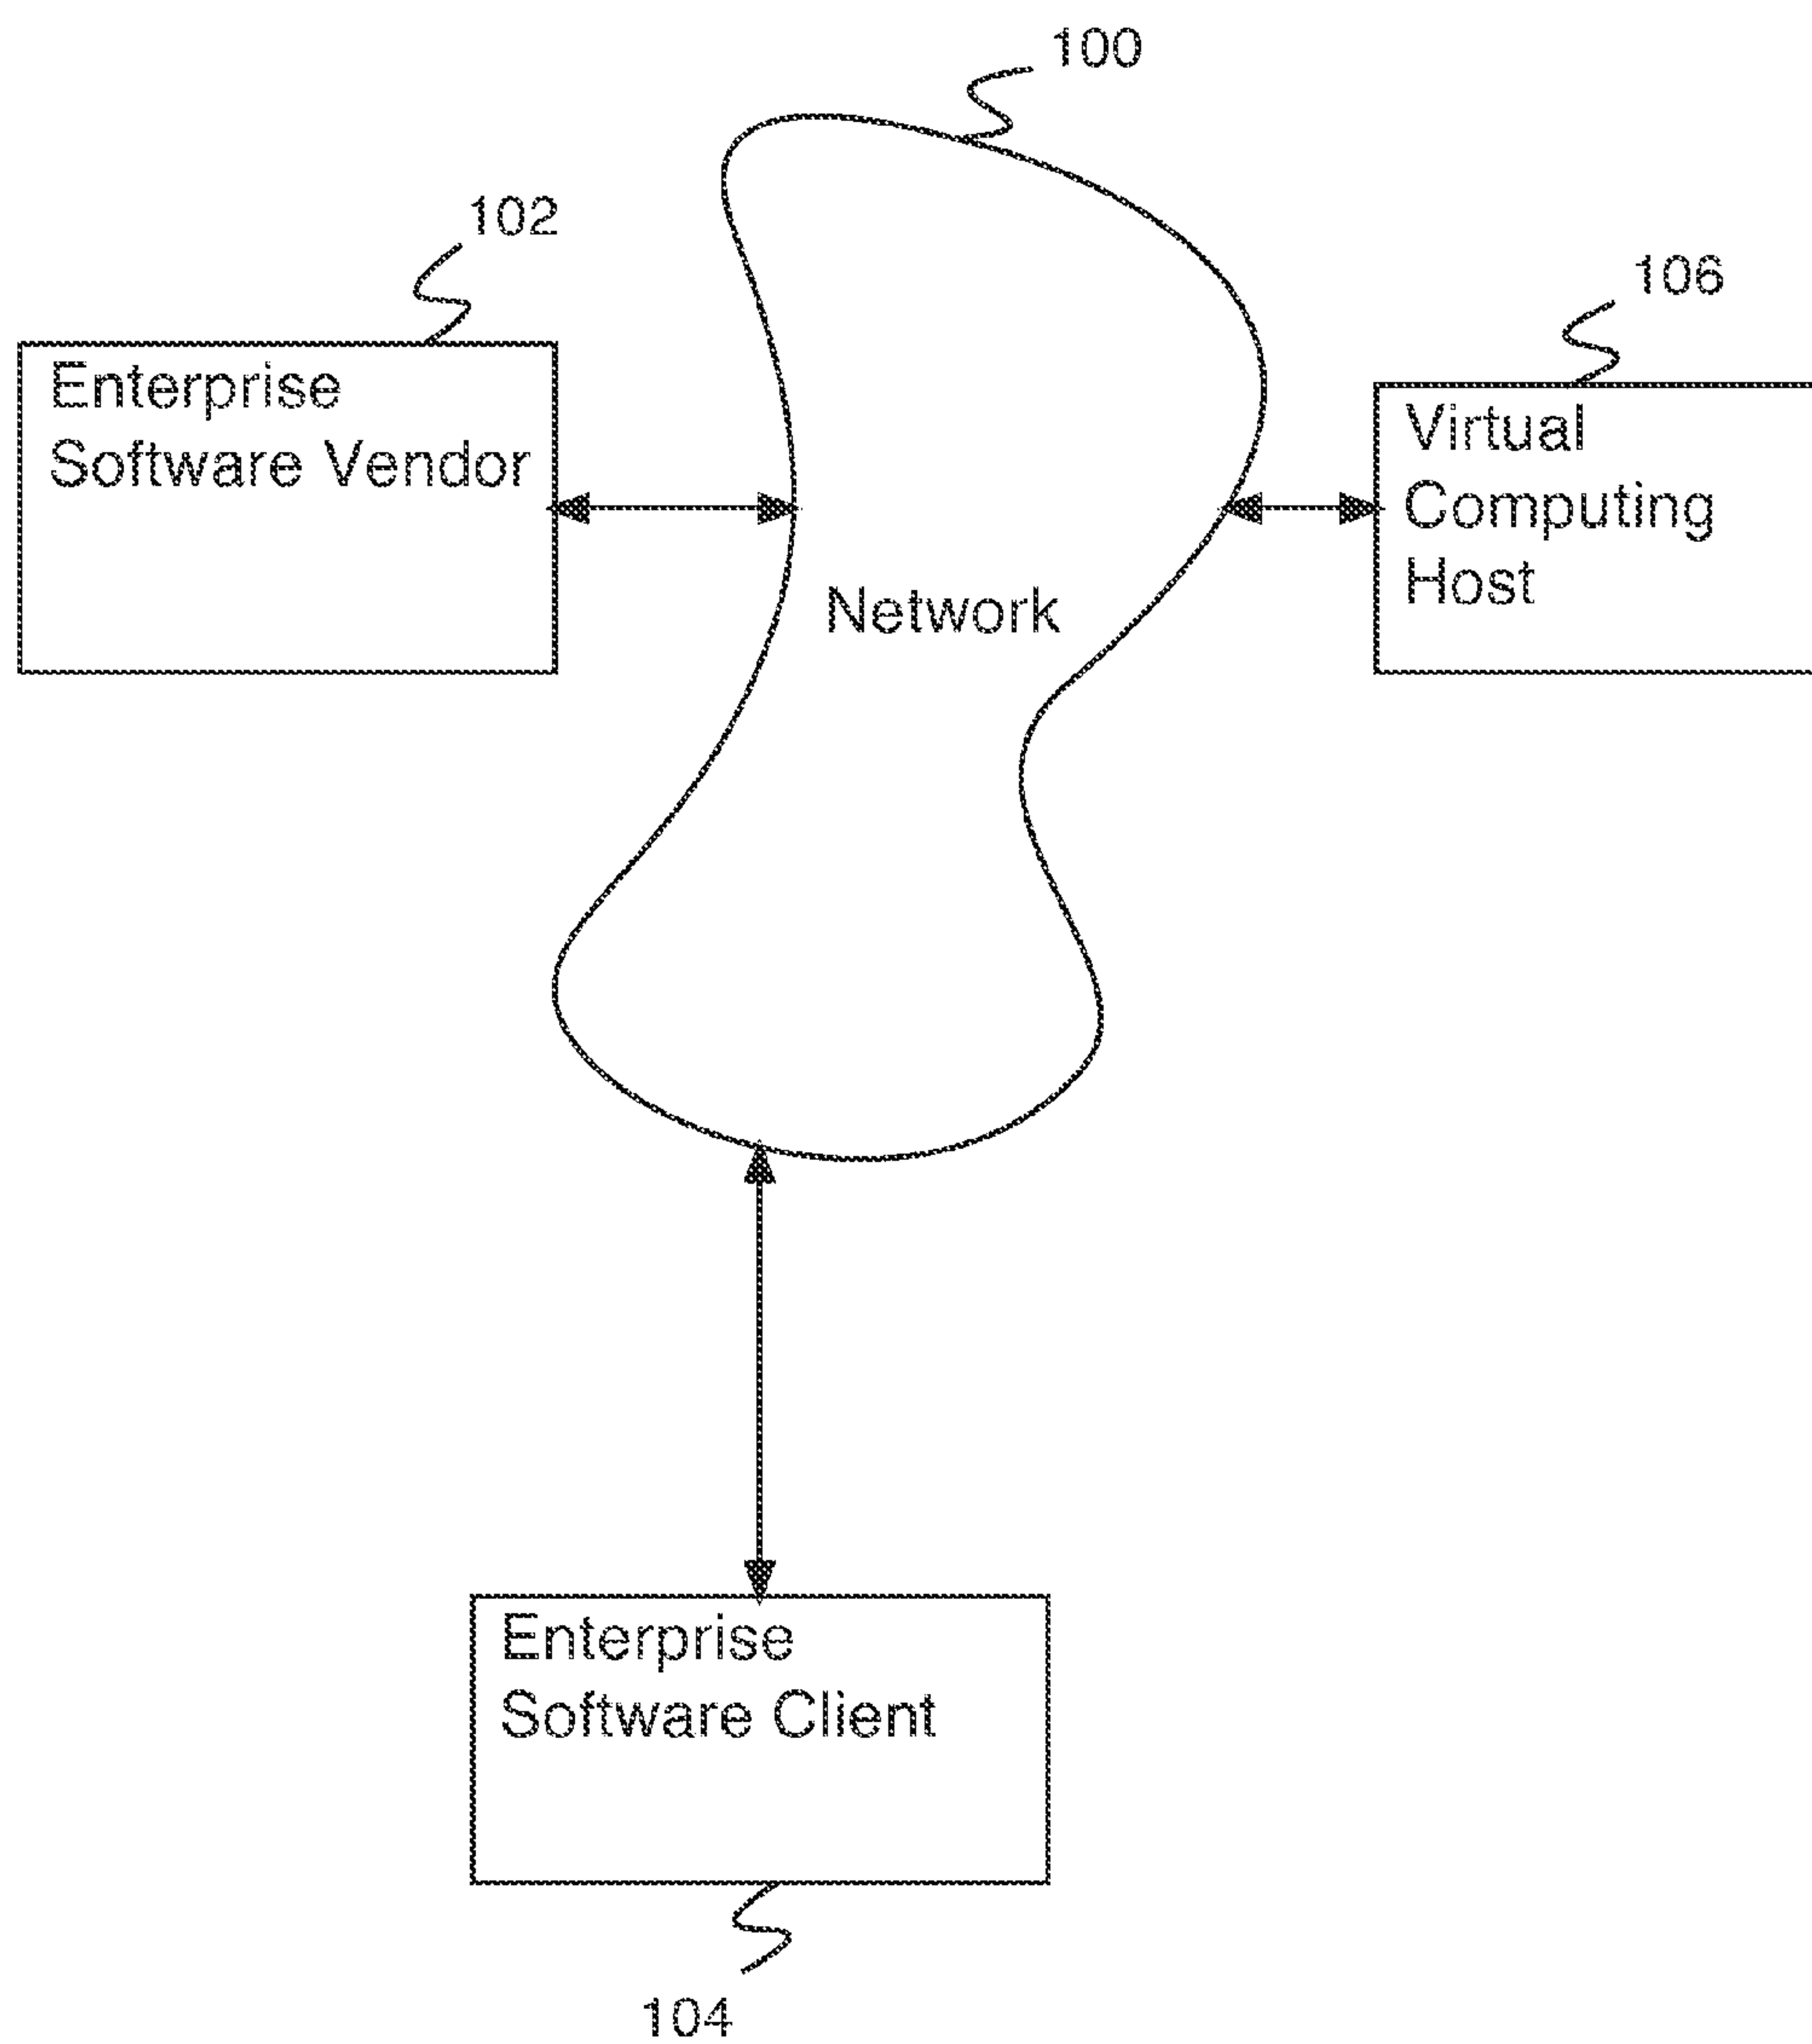 100
102
106
Enterprise
Software Vendor
Virtual
Computing
Host
Network
Enterprise
Software Client
104